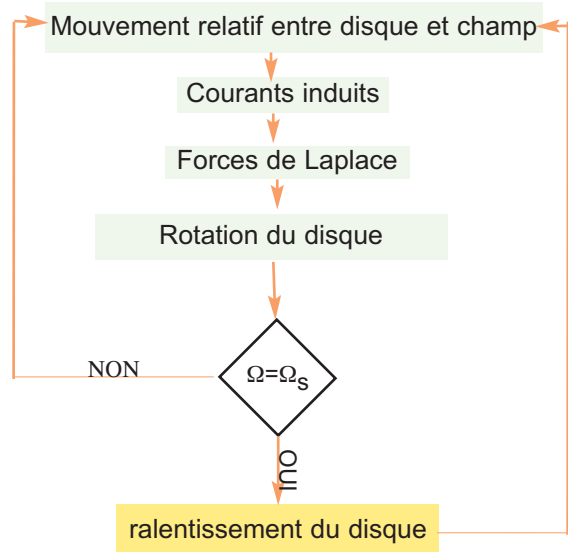 Mouvement relatif entre disque et champ
Courants induits
Forces de Laplace
Rotation du disque
Ω=Ωs
NON
OUI
ralentissement du disque